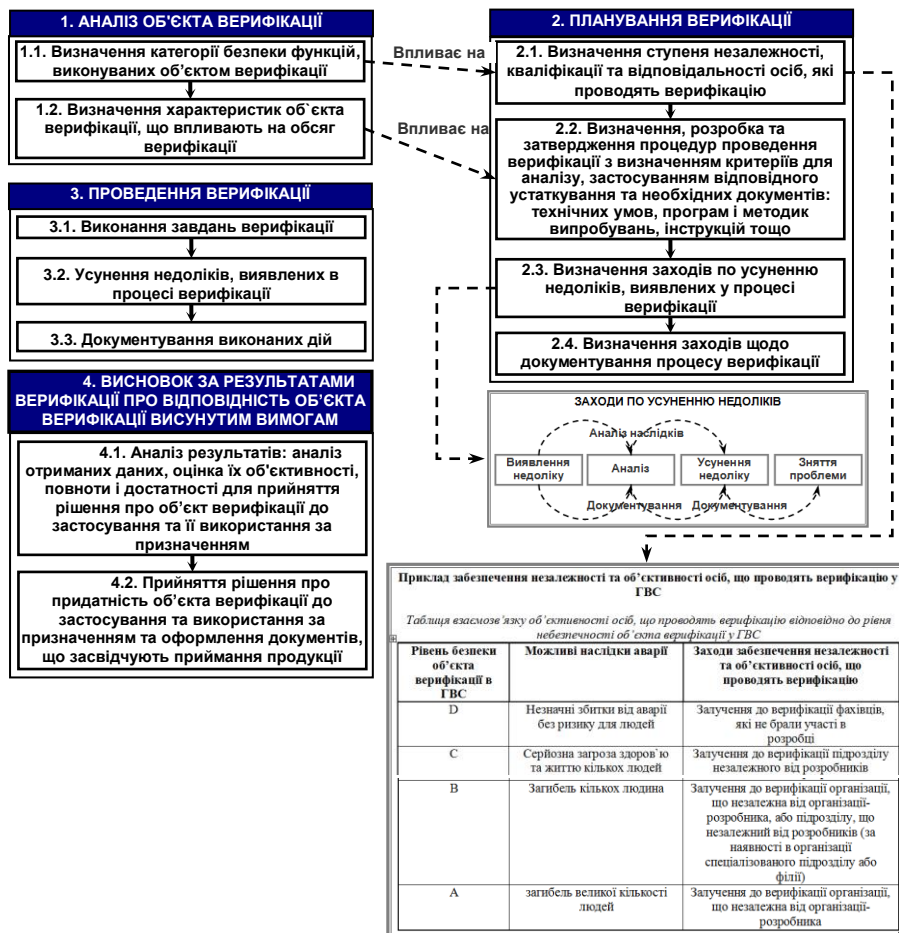 1. АНАЛІЗ ОБ'ЄКТА ВЕРИФІКАЦІЇ
1.1. Визначення категорії безпеки функцій,
виконуваних об’єктом верифікації
1.2. Визначення характеристик об`єкта
верифікації, що впливають на обсяг
верифікації
Впливає на
Впливає на
2. ПЛАНУВАННЯ ВЕРИФІКАЦІЇ
2.1. Визначення ступеня незалежності,
кваліфікації та відповідальності осіб, які
проводять верифікацію
2.2. Визначення, розробка та
затвердження процедур проведення
верифікації з визначенням критеріїв для
аналізу, застосуванням відповідного
устаткування та необхідних документів:
технічних умов, програм і методик
випробувань, інструкцій тощо
2.3. Визначення заходів по усуненню
недоліків, виявлених у процесі
верифікації
2.4. Визначення заходів щодо
документування процесу верифікації
3. ПРОВЕДЕННЯ ВЕРИФІКАЦІЇ
3.1. Виконання завдань верифікації
3.2. Усунення недоліків, виявлених в
процесі верифікації
3.3. Документування виконаних дій
4. ВИСНОВОК ЗА РЕЗУЛЬТАТАМИ
ВЕРИФІКАЦІЇ ПРО ВІДПОВІДНІСТЬ ОБ’ЄКТА
ВЕРИФІКАЦІЇ ВИСУНУТИМ ВИМОГАМ
4.1. Аналіз результатів: аналіз
отриманих даних, оцінка їх об'єктивності,
повноти і достатності для прийняття
рішення про об’єкт верифікації до
застосування та її використання за
призначенням
4.2. Прийняття рішення про
придатність об’єкта верифікації до
застосування та використання за
призначенням та оформлення документів,
що засвідчують приймання продукції
ЗАХОДИ ПО УСУНЕННЮ НЕДОЛІКІВ
Аналіз наслідків
Виявлення
недоліку
Аналіз
Усунення
недоліку
Зняття
проблеми
Документування
Документування
Приклад забезпечення незалежності та об’єктивності осіб, що проводять верифікацію у
ГВС
Таблиця взаємозв’язку об’єктивності осіб, що проводять верифікацію відповідно до рівня
небезпечності об’єкта верифікації у ГВС
Рівень безпеки
об’єкта
верифікації в
ГВС
Можливі наслідки аварії
Заходи забезпечення незалежності
та об’єктивності осіб, що
проводять верифікацію
D
Незначні збитки від аварії
без ризику для людей
Залучення до верифікації фахівців,
які не брали участі в
розробці
C
Серйозна загроза здоров`ю
та життю кількох людей
Залучення до верифікації підрозділу
незалежного від розробників
B
Загибель кількох людина
Залучення до верифікації організації,
що незалежна від організації-
розробника, або підрозділу, що
незалежний від розробників (за
наявності в організації
спеціалізованого підрозділу або
філії)
A
загибель великої кількості
людей
Залучення до верифікації організації,
що незалежна від організації-
розробника